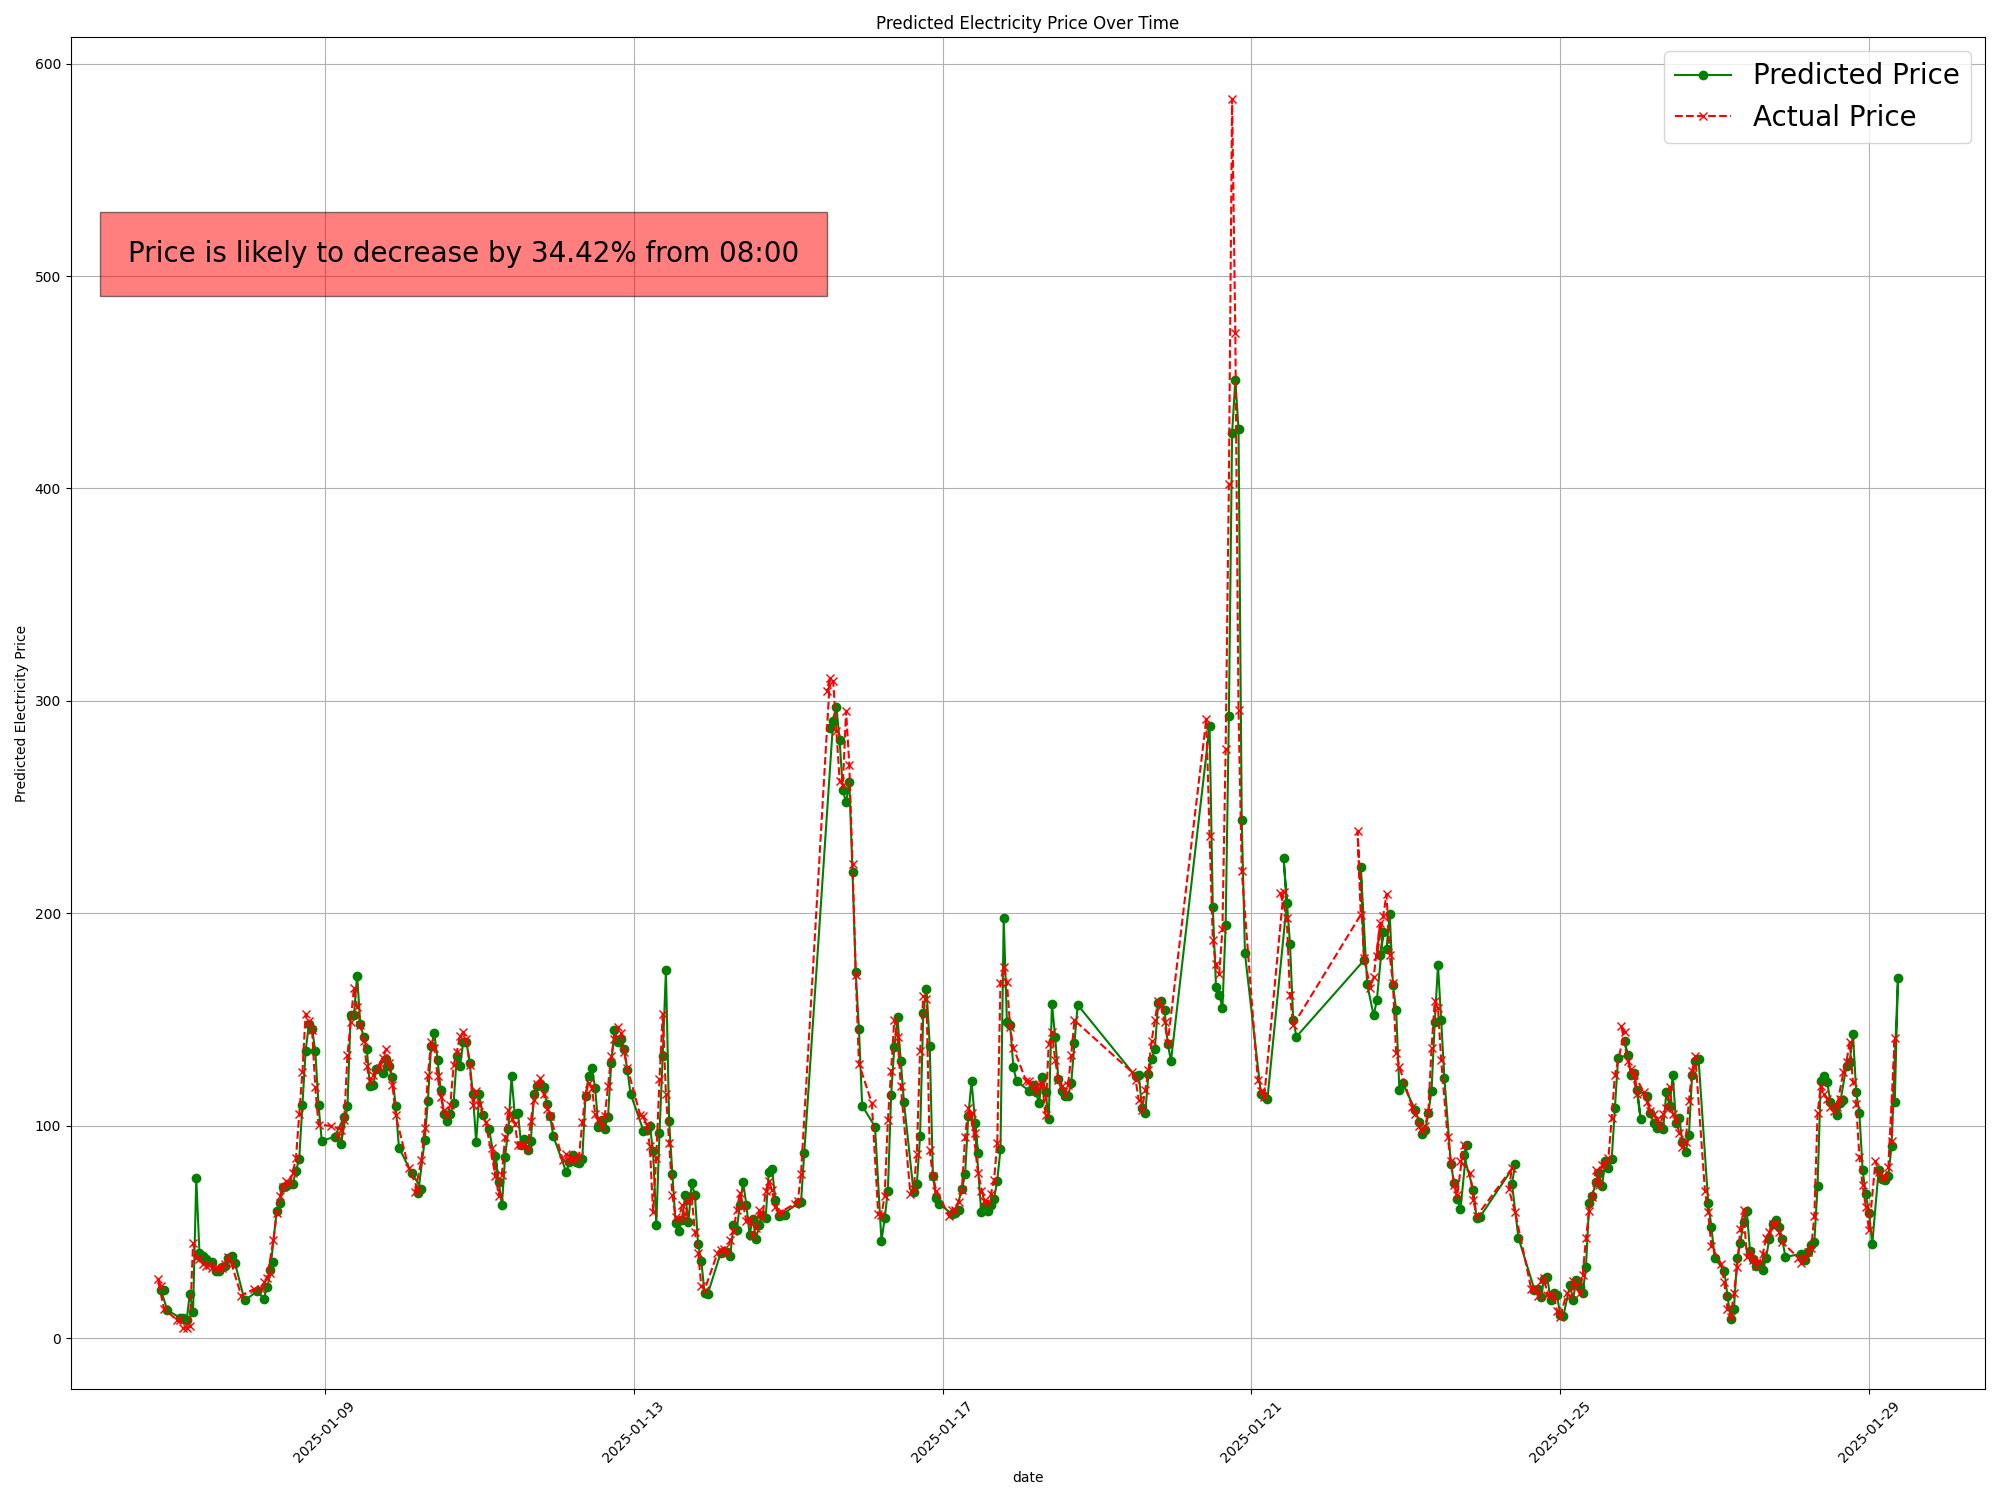 Predicted Electricity Price Over Time
Predicted Price
Actual Price
Price is likely to decrease by 34.42% from 08:00
Predicted Electricity Price
600
500
400
300
200
100
0
2025-01-09
2025-01-13
2025-01-17
2025-01-21
2025-01-25
2025-01-29
date